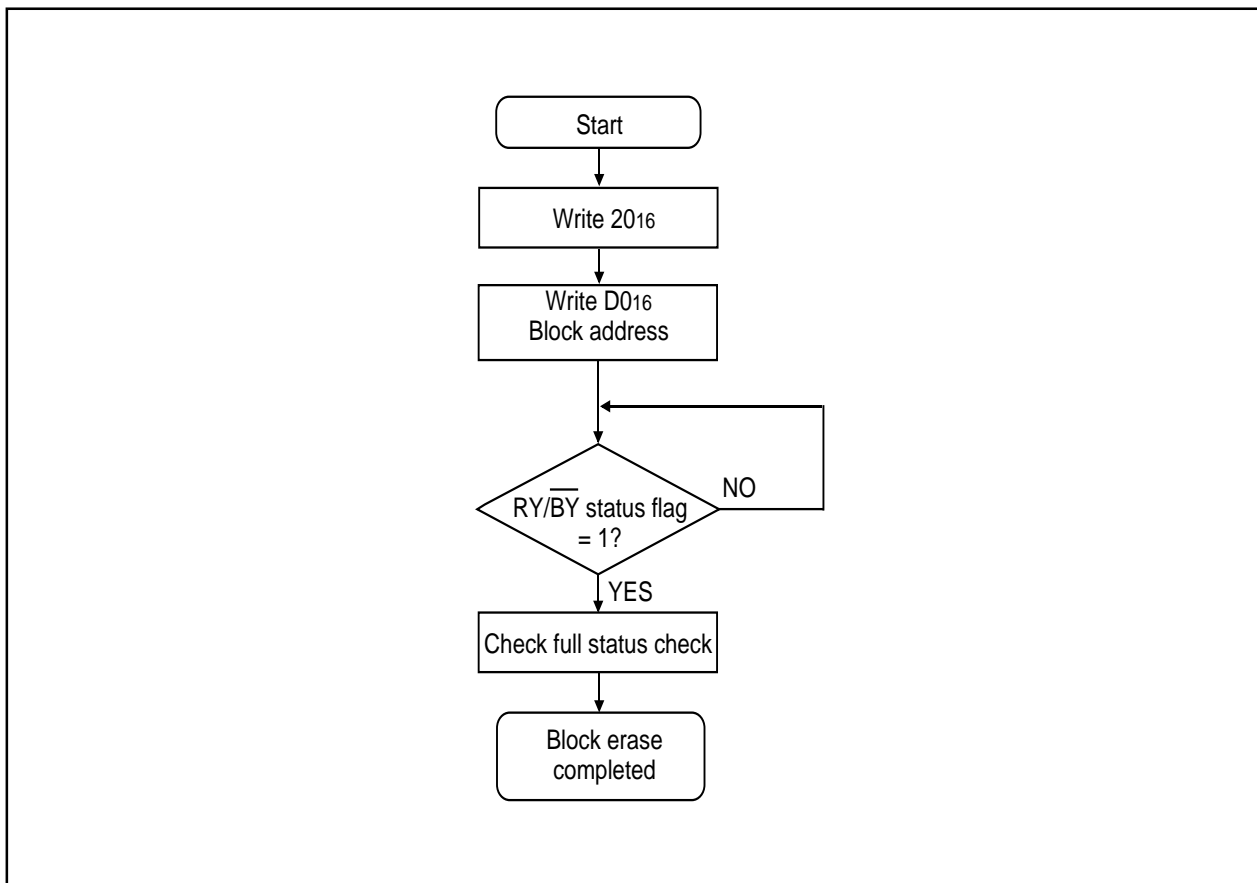 Start
Write 2016
Write D016
Block address
RY/B̅Y̅ status flag
= 1?
NO
YES
Check full status check
Block erase
completed